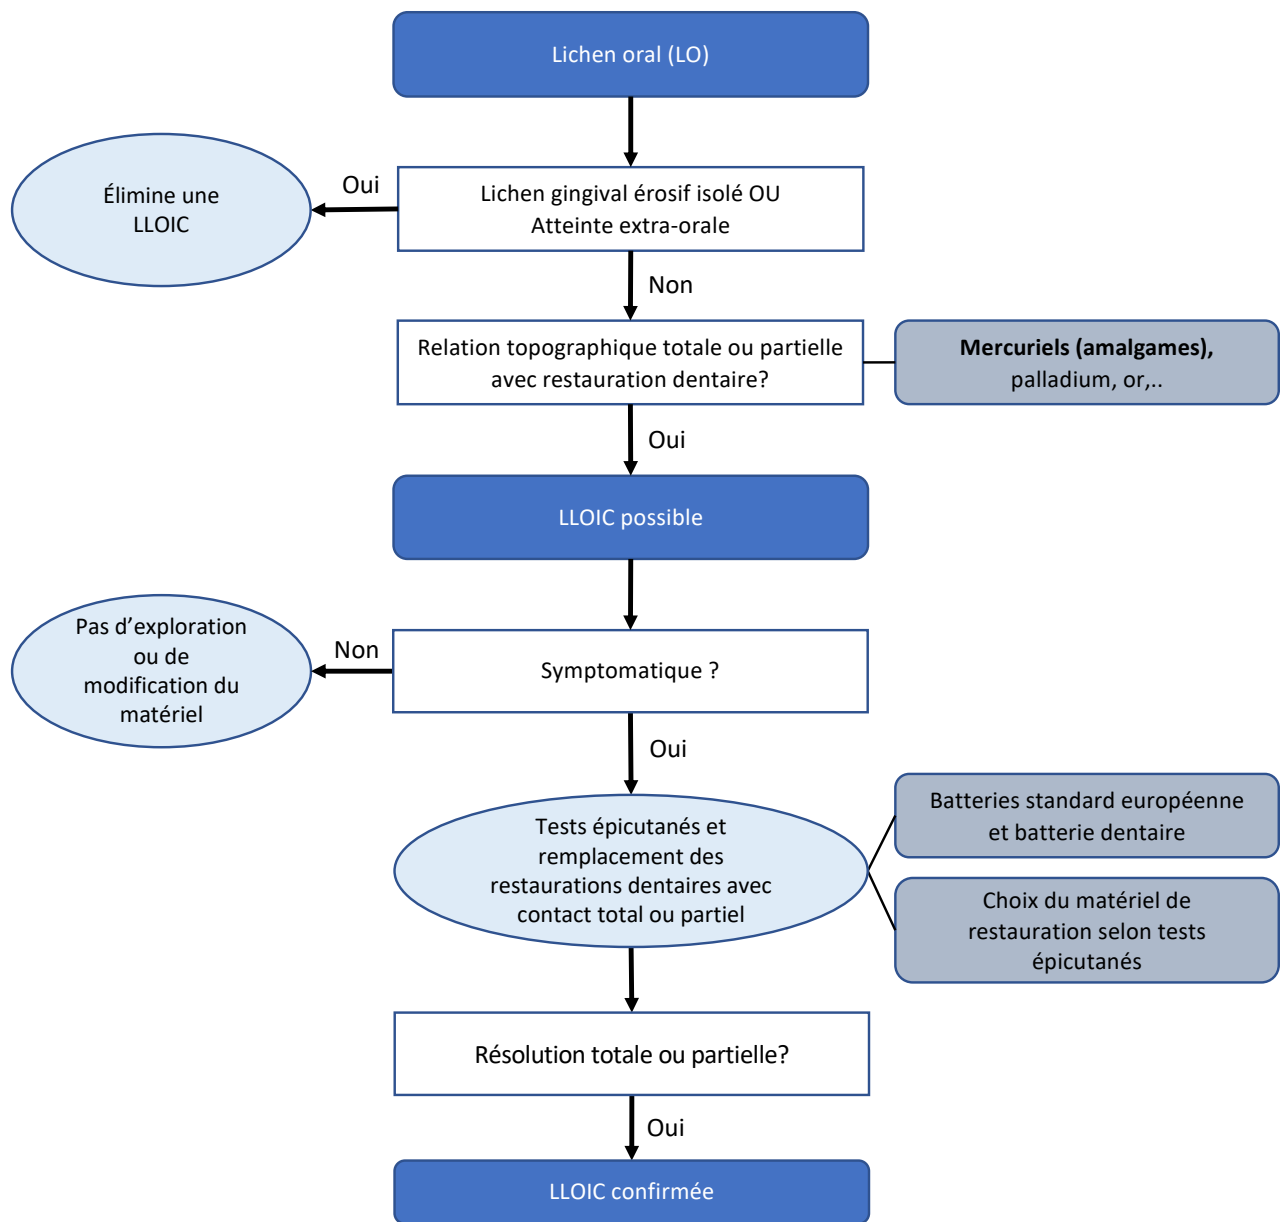 Lichen oral (LO)
Oui
Élimine une
LLOIC
Lichen gingival érosif isolé OU
Atteinte extra-orale
Non
Relation topographique totale ou partielle
avec restauration dentaire?
Mercuriels (amalgames),
palladium, or,..
Oui
LLOIC possible
Pas d’exploration
ou de
modification du
matériel
Non
Symptomatique ?
Oui
Tests épicutanés et
remplacement des
restaurations dentaires avec
contact total ou partiel
Batteries standard européenne
et batterie dentaire
Choix du matériel de
restauration selon tests
épicutanés
Résolution totale ou partielle?
Oui
LLOIC confirmée